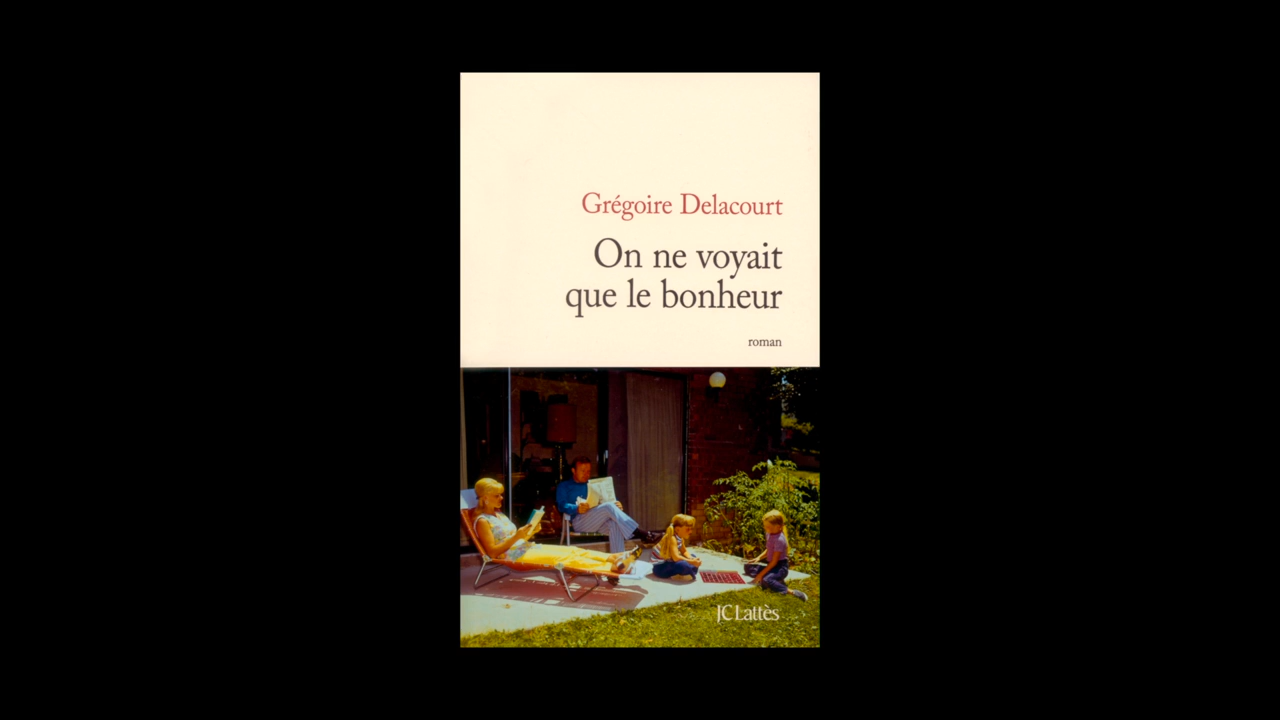 Grégoire Delacourt
On ne voyait
que le bonheur
roman
JC Lattès